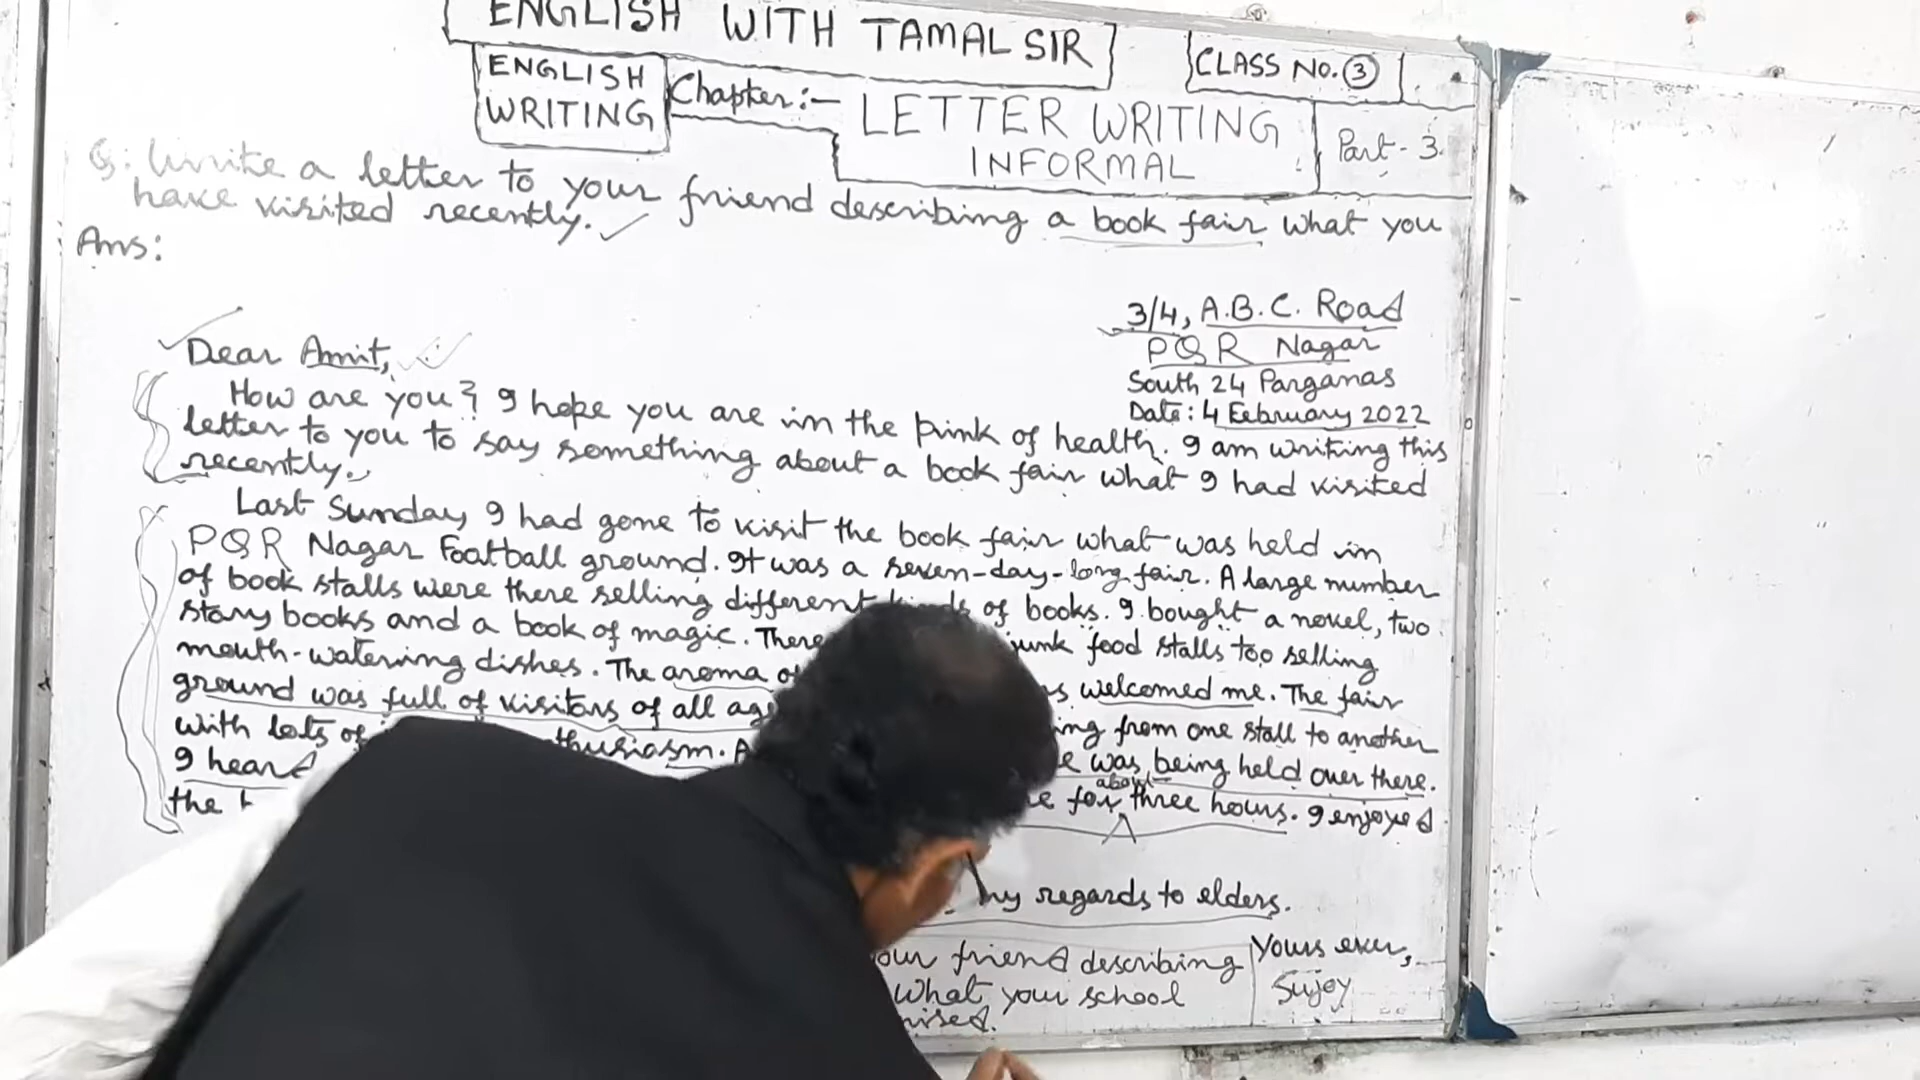 ENGLISH WITH TAMAL SIR
CLASS NO. 3
ENGLISH
WRITING
Chapter:-
LETTER WRITING
INFORMAL
Part - 3
Q: Write a letter to your friend describing a book fair what you
have visited recently.
Ans:
3/4, A.B.C. Road
PQR Nagar
South 24 Parganas
Date: 4 February 2022
Dear Amit,
How are you? I hope you are in the pink of health. I am writing this
letter to you to say something about a book fair what I had visited
recently.
Last Sunday I had gone to visit the book fair what was held in
PQR Nagar Football ground. It was a seven-day-long fair. A large number
of book stalls were there selling different kinds of books. I bought a novel, two
story books and a book of magic. There junk food stalls too selling
mouth-watering dishes. The aroma of welcomed me. The fair
ground was full of visitors of all from one stall to another
with lots of was being held over there.
I heard for about three hours. I enjoyed
the
my regards to elders.
Yours ever,
Sujoy
your friend describing
what your school